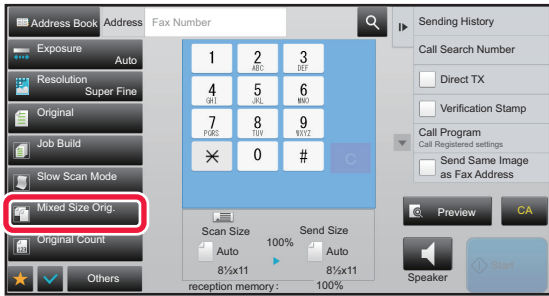 Address Book
Address
Fax Number
Sending History
Exposure
Auto
Call Search Number
Resolution
Super Fine
Direct TX
Original
Verification Stamp
Job Build
Call Program
Call Registered settings
Slow Scan Mode
Send Same Image
as Fax Address
Mixed Size Orig.
Original Count
123
Others
1
2
ABC
3
DEF
4
GHI
5
JKL
6
MNO
7
PQRS
8
TUV
9
WXYZ
0
#
C
Scan Size
Send Size
100%
Auto
Auto
8½x11
8½x11
reception memory: 100%
Preview
CA
Speaker
Start